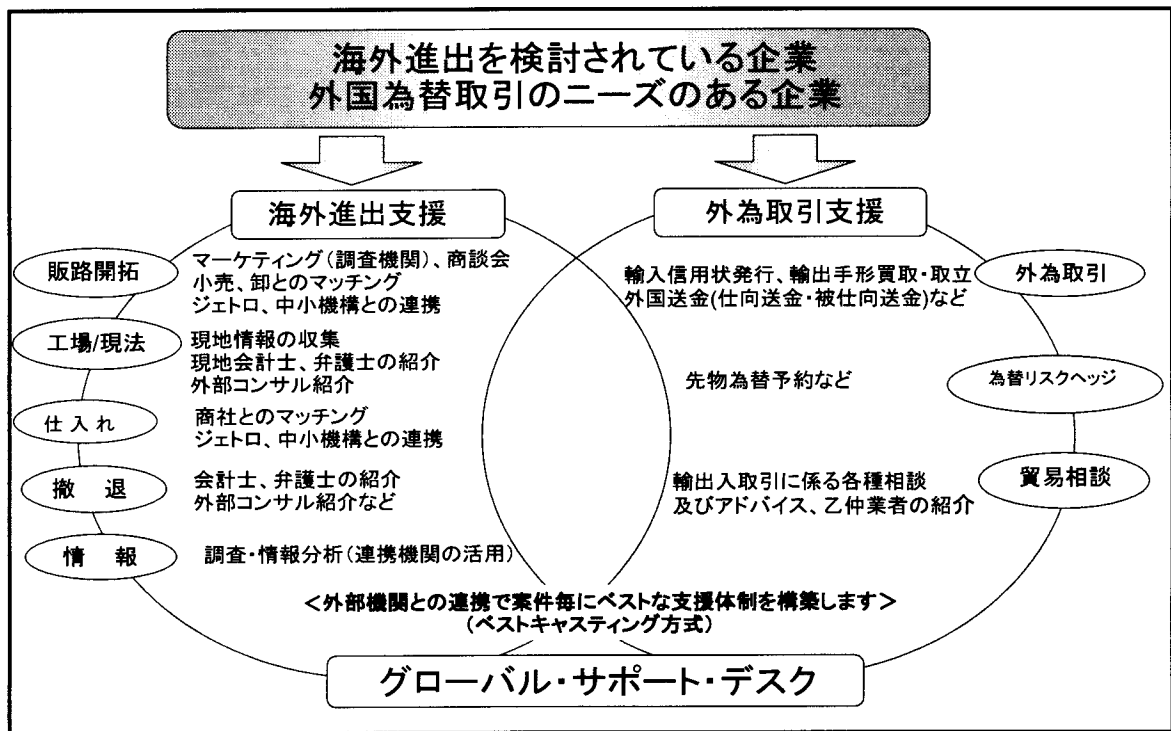 海外進出を検討されている企業
外国為替取引のニーズのある企業
海外進出支援
販路開拓
マーケティング(調査機関)、商談会
小売、卸とのマッチング
ジェトロ、中小機構との連携
工場/現法
現地情報の収集
現地会計士、弁護士の紹介
外部コンサル紹介
仕入れ
商社とのマッチング
ジェトロ、中小機構との連携
撤 退
会計士、弁護士の紹介
外部コンサル紹介など
情 報
調査・情報分析(連携機関の活用)
外為取引支援
輸入信用状発行、輸出手形買取・取立
外国送金(仕向送金・被仕向送金)など
外為取引
先物為替予約など
為替リスクヘッジ
輸出入取引に係る各種相談
及びアドバイス、乙仲業者の紹介
貿易相談
<外部機関との連携で案件毎にベストな支援体制を構築します>
(ベストキャスティング方式)
グローバル・サポート・デスク